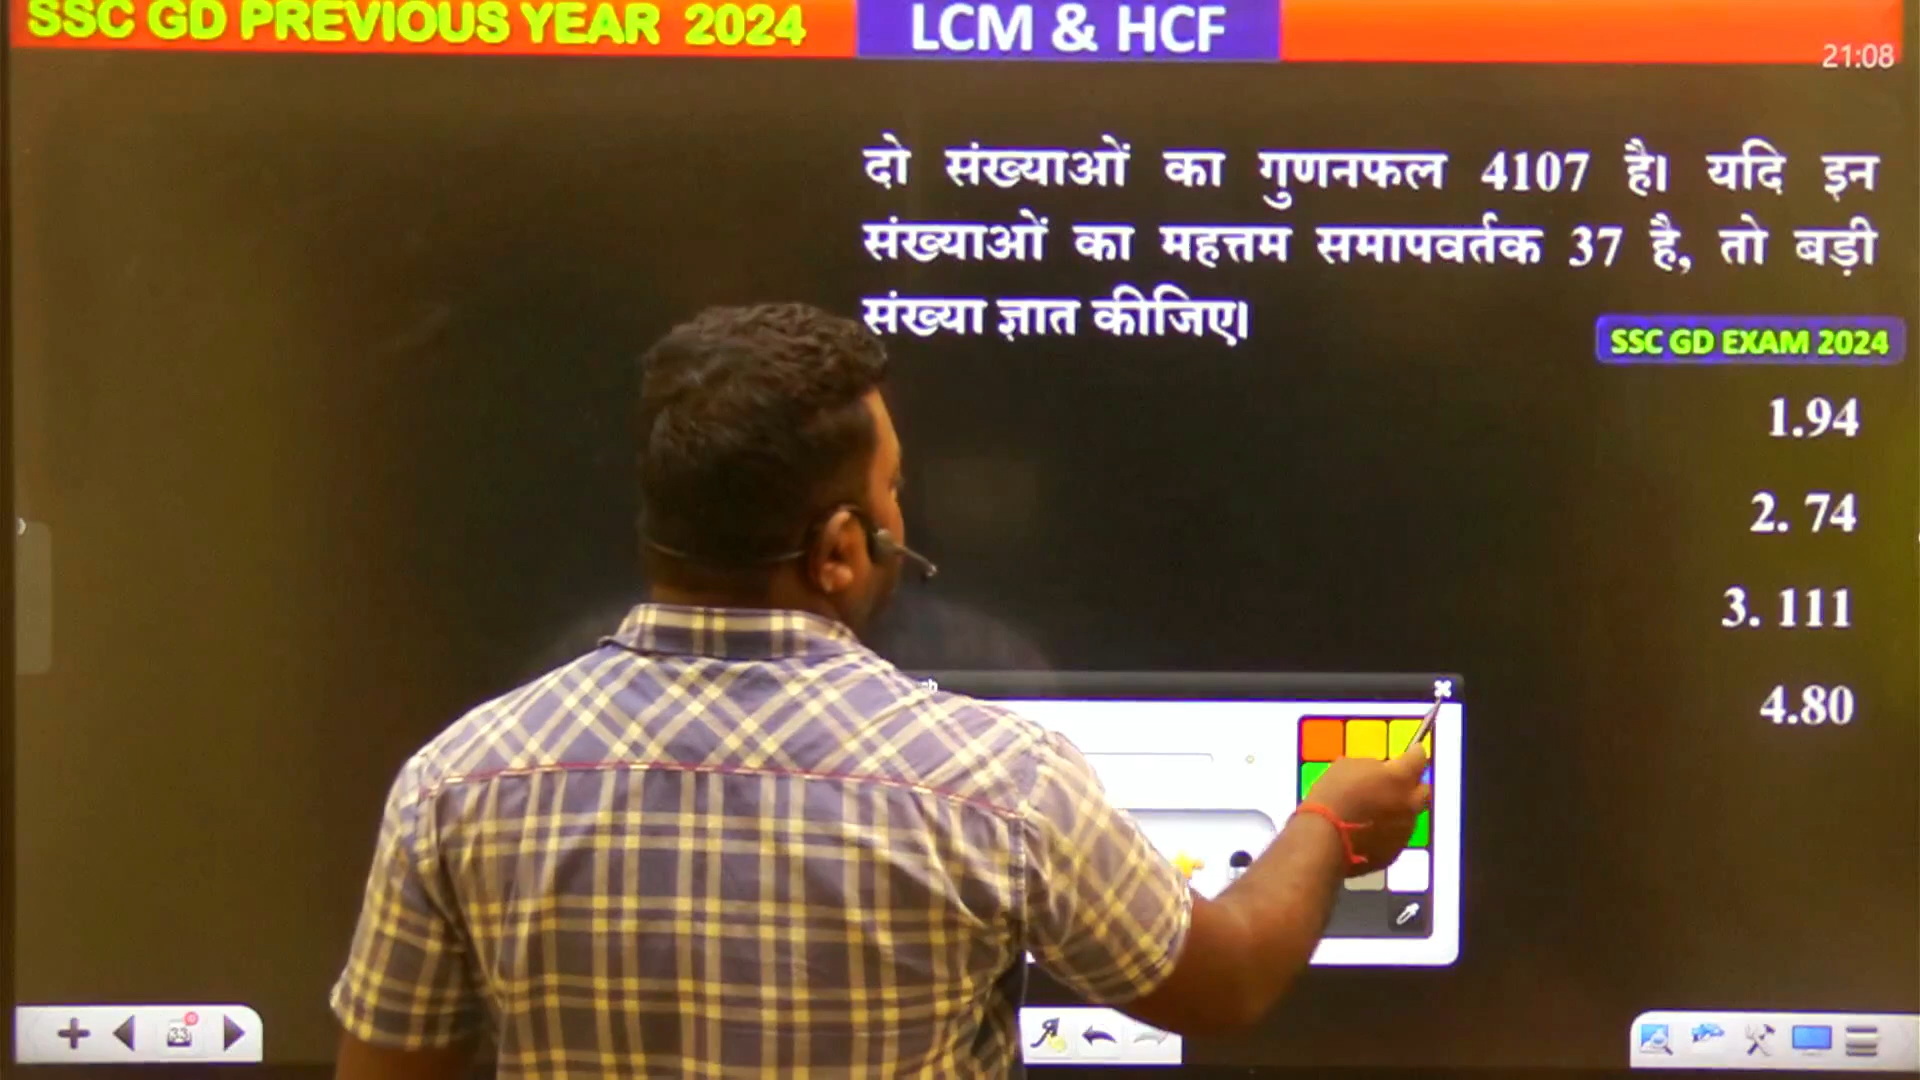 SSC GD PREVIOUS YEAR 2024
LCM & HCF
21:08
दो संख्याओं का गुणनफल 4107 है। यदि इन
संख्याओं का महत्तम समापवर्तक 37 है, तो बड़ी
संख्या ज्ञात कीजिए।
SSC GD EXAM 2024
1.94
2. 74
3. 111
4.80
33